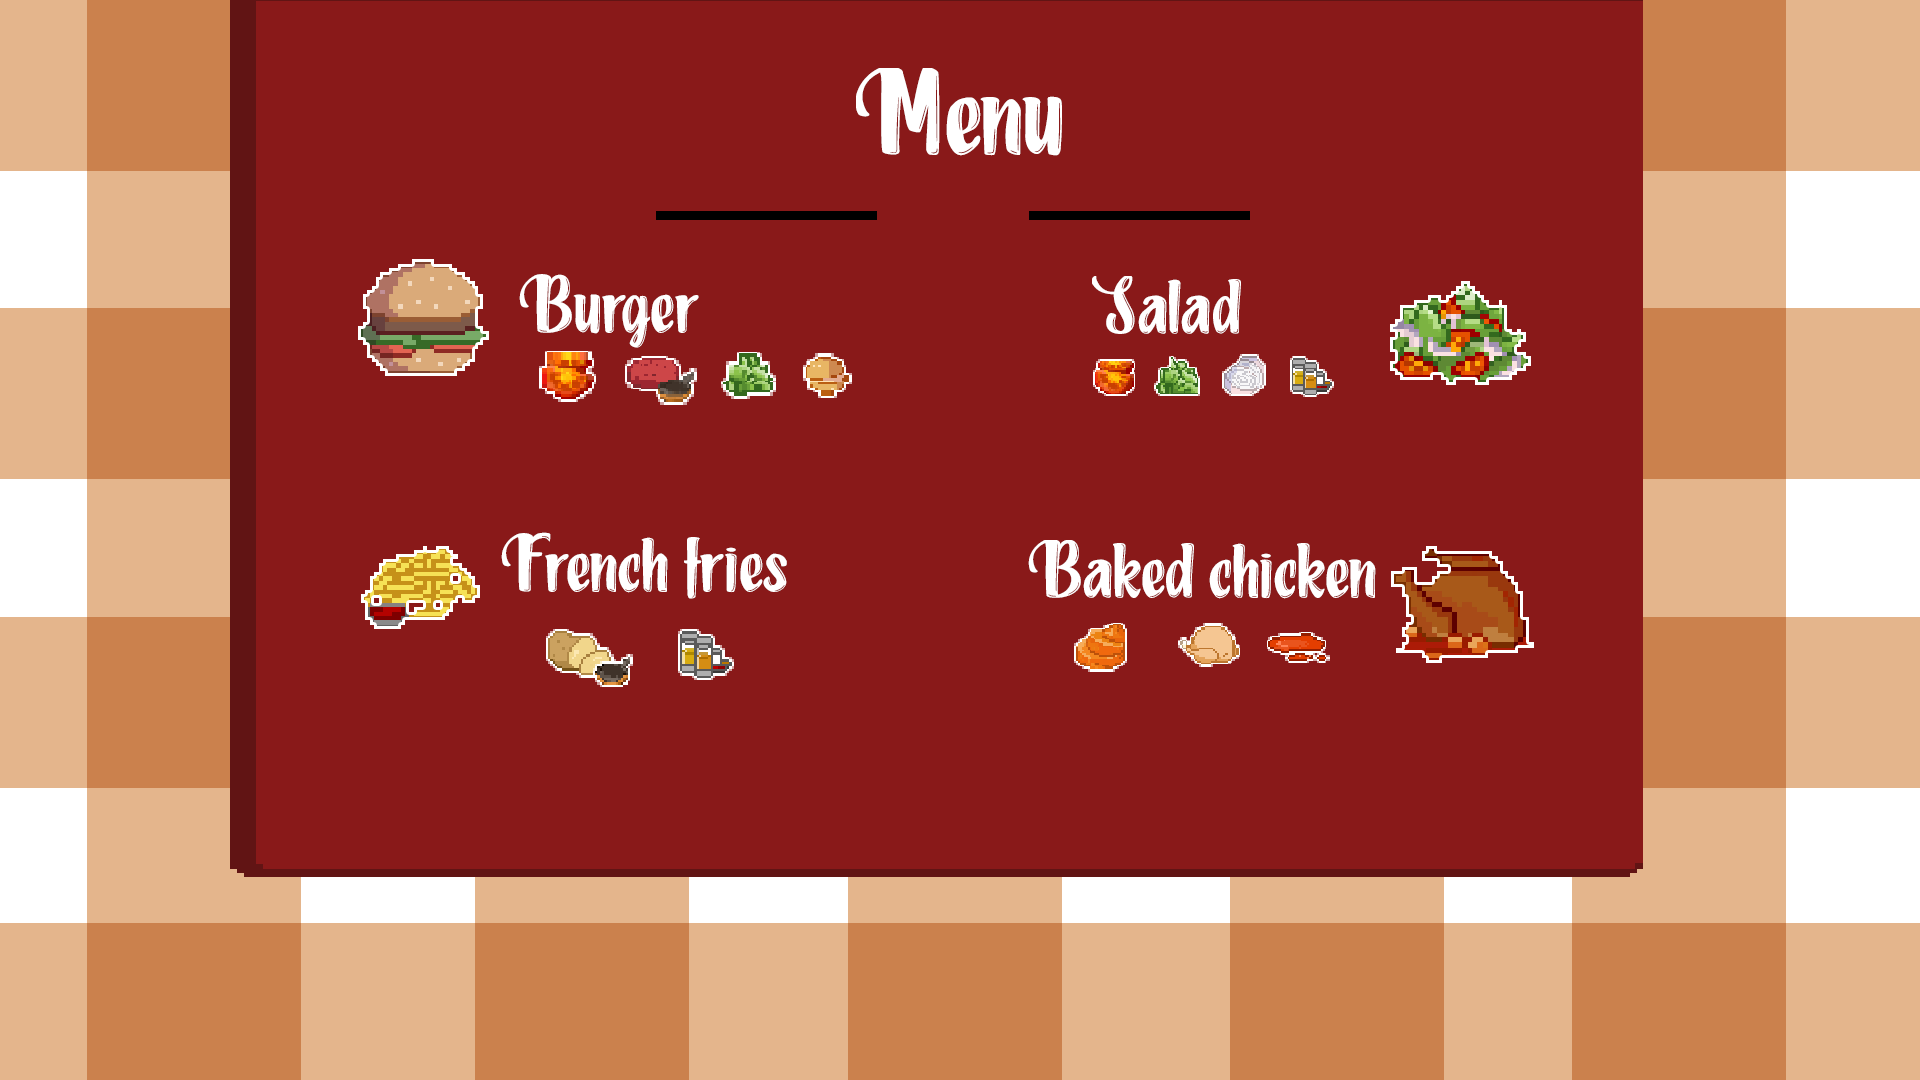 Menu
Burger
Salad
French fries
Baked chicken